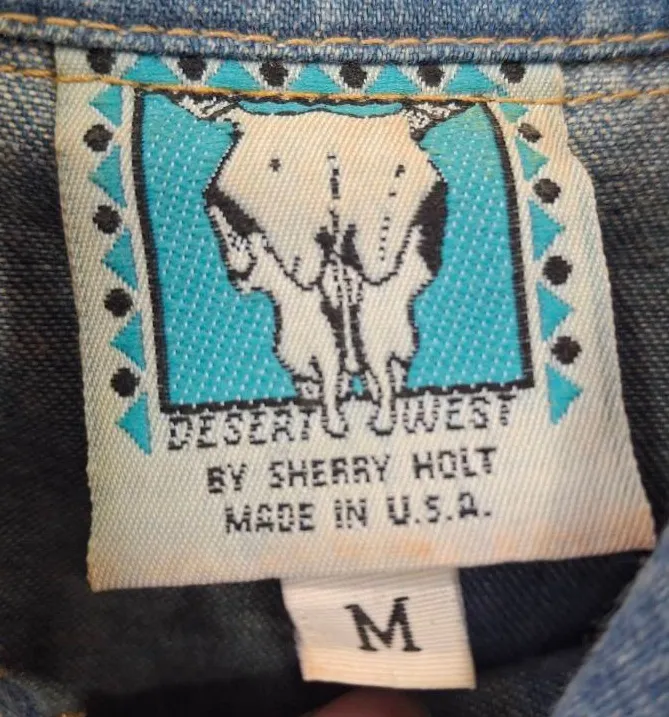 DESERT WEST
BY SHERRY HOLT
MADE IN U.S.A.
M